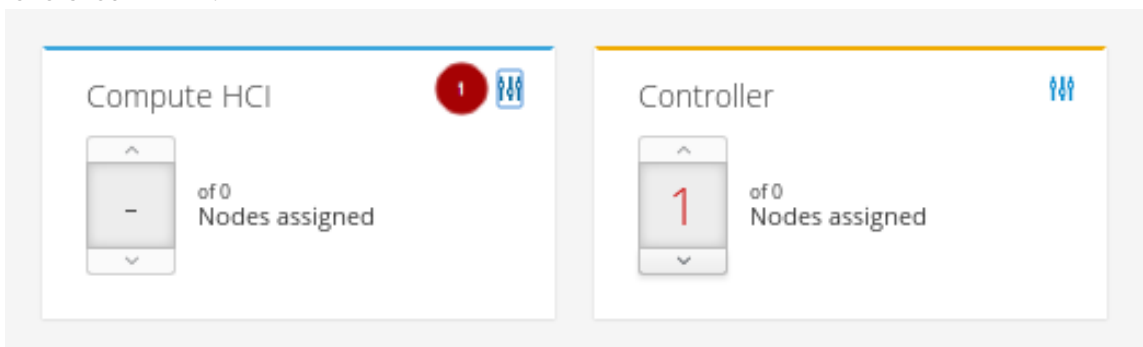 Compute HCI
1
Controller
-
of 0
Nodes assigned
1
of 0
Nodes assigned